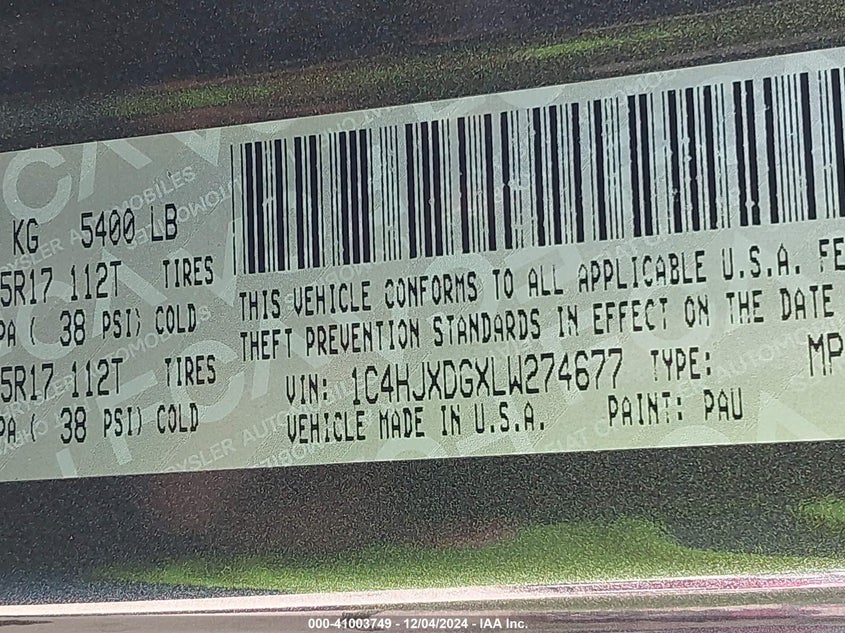 KG 5400 LB
5R17 112T TIRES
PA ( 38 PSI) COLD
5R17 112T TIRES
PA ( 38 PSI) COLD
THIS VEHICLE CONFORMS TO ALL APPLICABLE U.S.A. FE
THEFT PREVENTION STANDARDS IN EFFECT ON THE DATE
VIN: 1C4HJXDGXLW274677 TYPE: MP
VEHICLE MADE IN U.S.A. PAINT: PAU
000-41003749 - 12/04/2024 - IAA Inc.